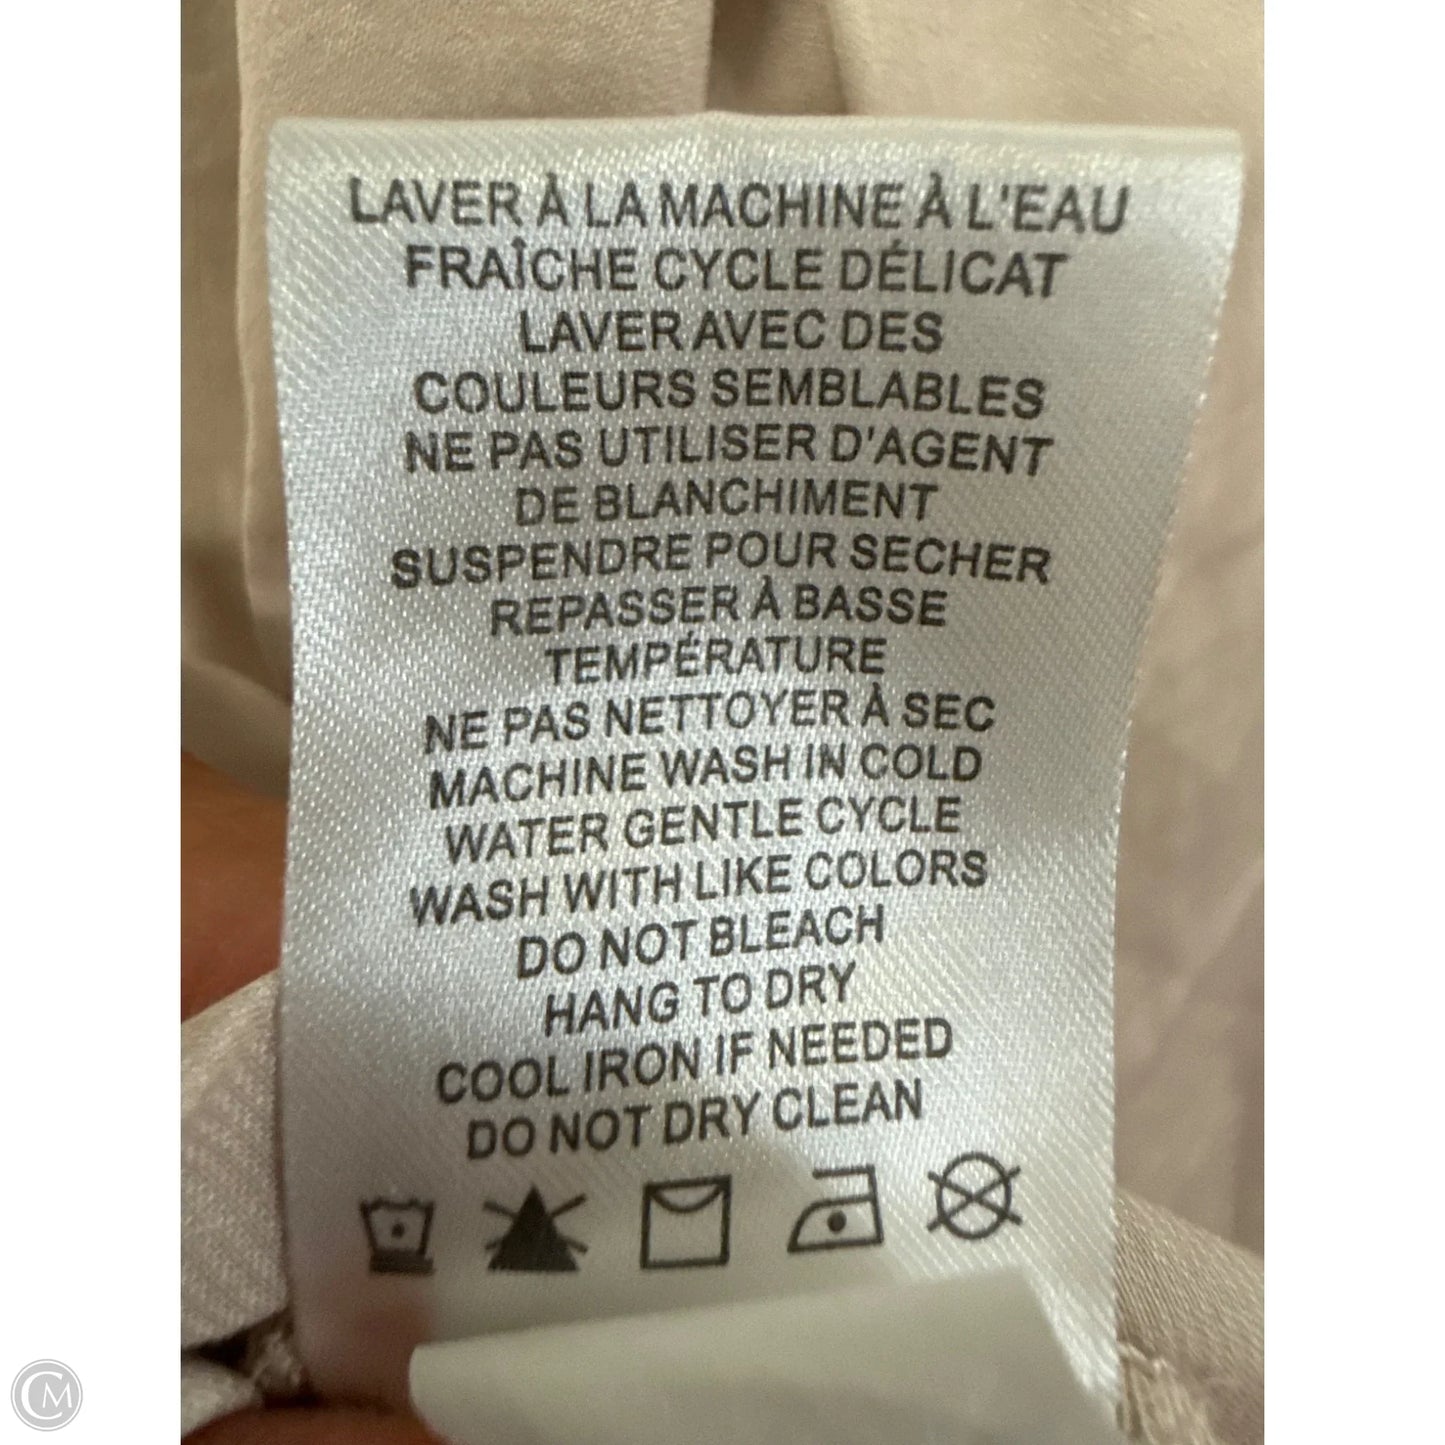 LAVER À LA MACHINE À L'EAU
FRAÎCHE CYCLE DÉLICAT
LAVER AVEC DES
COULEURS SEMBLABLES
NE PAS UTILISER D'AGENT
DE BLANCHIMENT
SUSPENDRE POUR SECHER
REPASSER À BASSE
TEMPÉRATURE
NE PAS NETTOYER À SEC
MACHINE WASH IN COLD
WATER GENTLE CYCLE
WASH WITH LIKE COLORS
DO NOT BLEACH
HANG TO DRY
COOL IRON IF NEEDED
DO NOT DRY CLEAN
CM